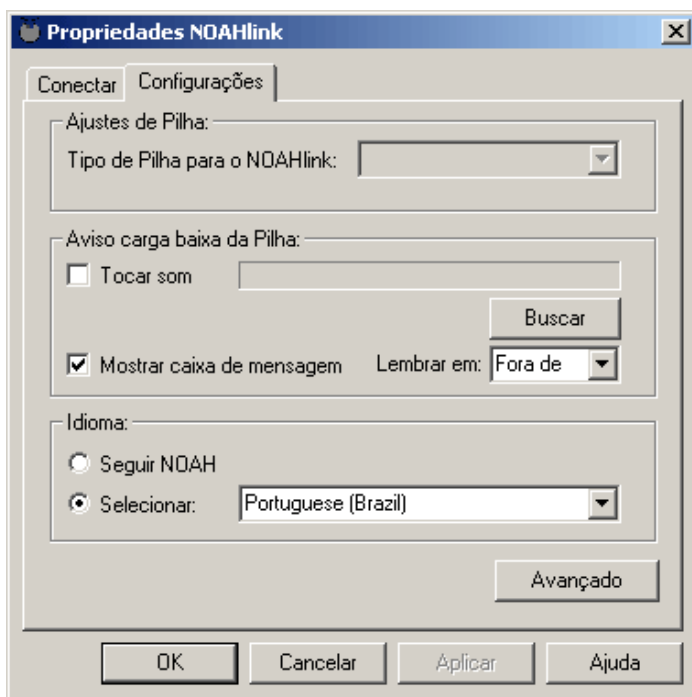 Propriedades NOAHlink
Conectar Configurações
Ajustes de Pilha:
Tipo de Pilha para o NOAHlink:
Aviso carga baixa da Pilha:
Tocar som
Buscar
Mostrar caixa de mensagem Lembrar em: Fora de
Idioma:
Seguir NOAH
Selecionar: Portuguese (Brazil)
Avançado
OK Cancelar Aplicar Ajuda